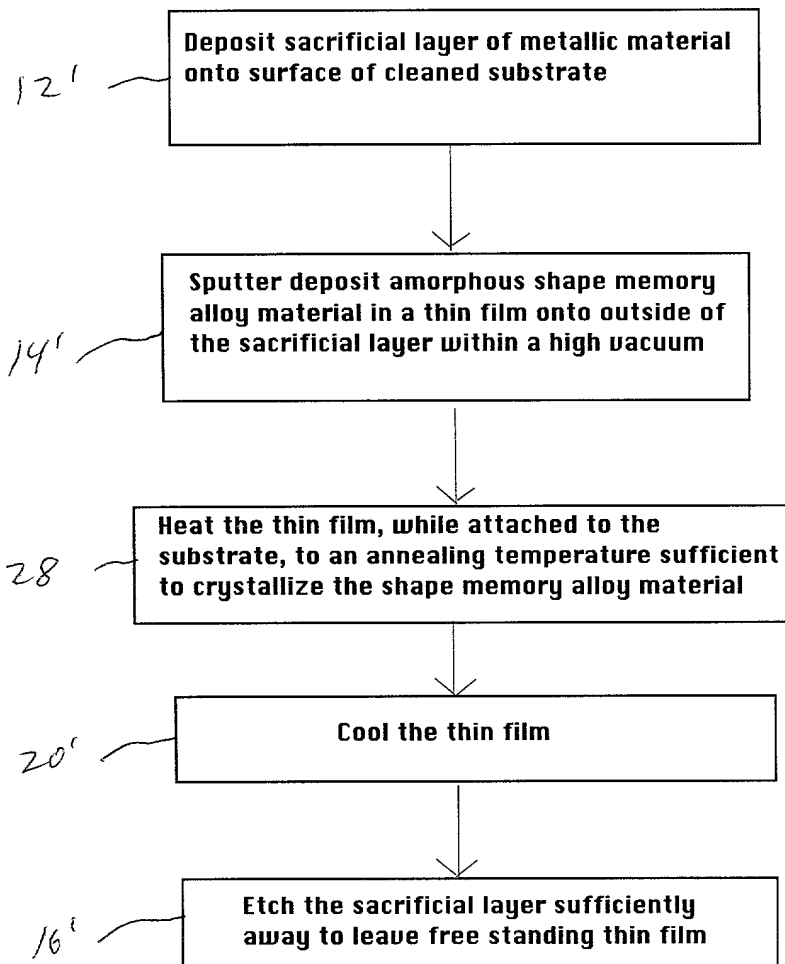 Deposit sacrificial layer of metallic material
onto surface of cleaned substrate
12'
Sputter deposit amorphous shape memory
alloy material in a thin film onto outside of
the sacrificial layer within a high vacuum
14'
Heat the thin film, while attached to the
substrate, to an annealing temperature sufficient
to crystallize the shape memory alloy material
28
Cool the thin film
20'
Etch the sacrificial layer sufficiently
away to leave free standing thin film
16'